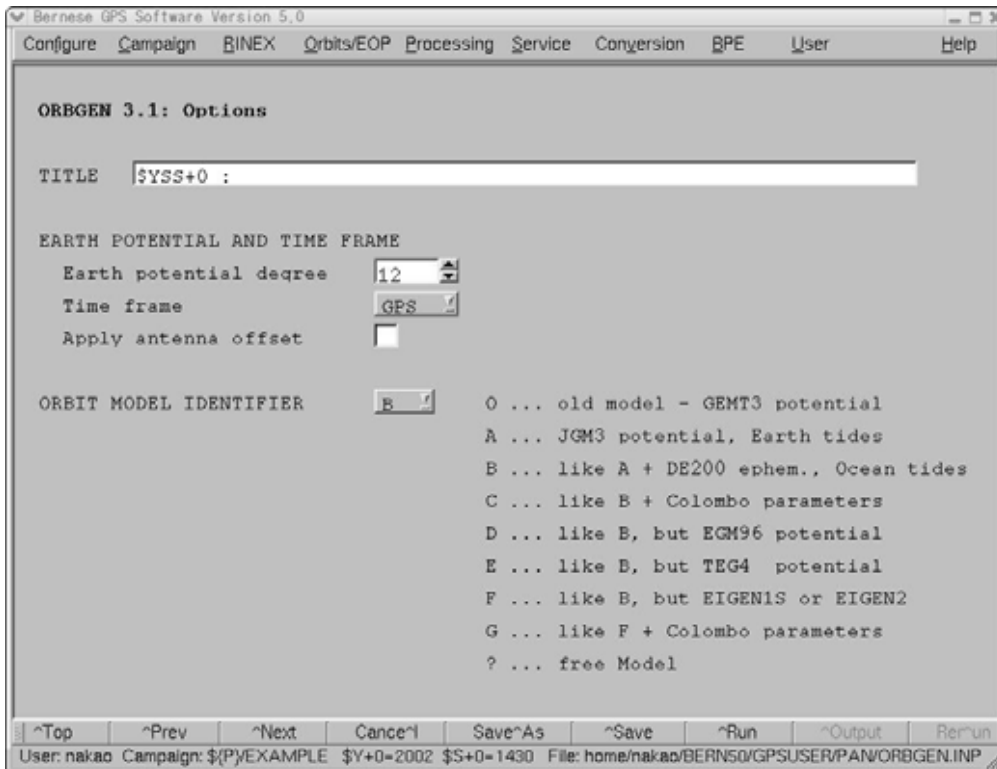 Bernese GPS Software Version 5.0
Configure Campaign RINEX Orbits/EOP Processing Service Conversion BPE User Help
ORBGEN 3.1: Options
TITLE $YSS+0 :
EARTH POTENTIAL AND TIME FRAME
Earth potential degree 12
Time frame GPS
Apply antenna offset
ORBIT MODEL IDENTIFIER B O ... old model - GEMT3 potential
A ... JGM3 potential, Earth tides
B ... like A + DE200 ephem., Ocean tides
C ... like B + Colombo parameters
D ... like B, but EGM96 potential
E ... like B, but TEG4 potential
F ... like B, but EIGEN1S or EIGEN2
G ... like F + Colombo parameters
? ... free Model
^Top ^Prev ^Next Cance^l Save^As ^Save ^Run ^Output Rer^un
User: nakao Campaign: ${P}/EXAMPLE $Y+0=2002 $S+0=1430 File: home/nakao/BERN50/GPSUSER/PAN/ORBGEN.INP